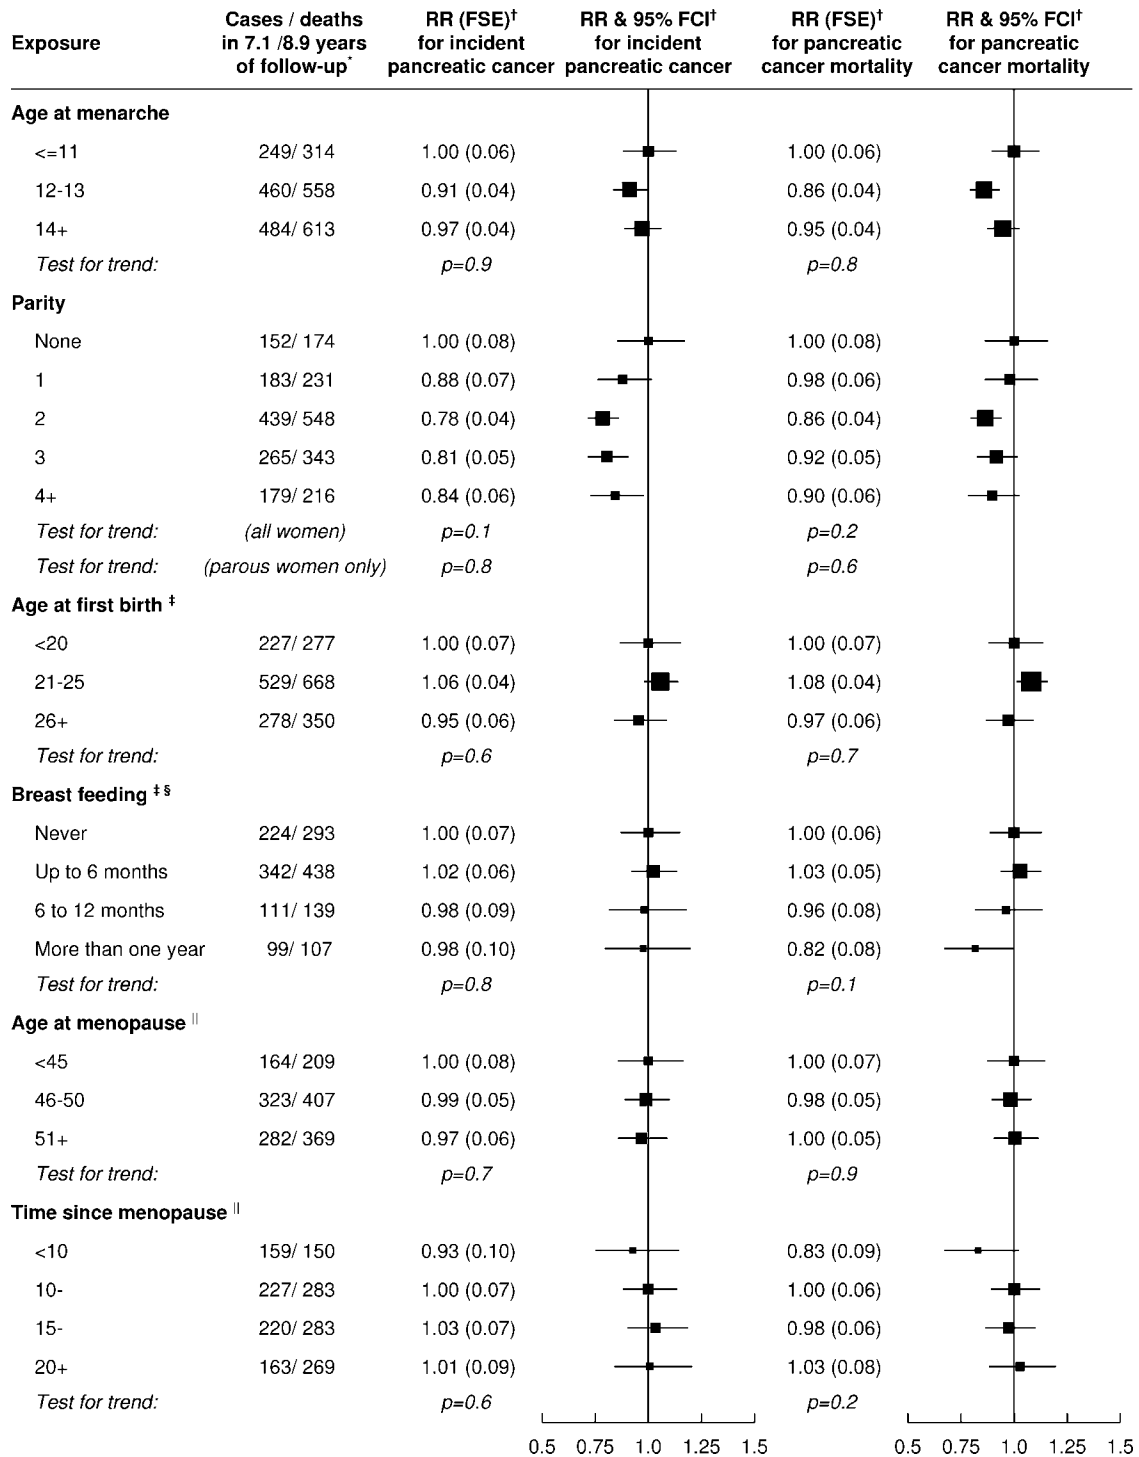 Exposure
Cases / deaths in 7.1 /8.9 years of follow-up*
RR (FSE)† for incident pancreatic cancer
RR & 95% FCI† for incident pancreatic cancer
RR (FSE)† for pancreatic cancer mortality
RR & 95% FCI† for pancreatic cancer mortality
Age at menarche
<=11 249/ 314 1.00 (0.06) 1.00 (0.06)
12-13 460/ 558 0.91 (0.04) 0.86 (0.04)
14+ 484/ 613 0.97 (0.04) 0.95 (0.04)
Test for trend: p=0.9 p=0.8
Parity
None 152/ 174 1.00 (0.08) 1.00 (0.08)
1 183/ 231 0.88 (0.07) 0.98 (0.06)
2 439/ 548 0.78 (0.04) 0.86 (0.04)
3 265/ 343 0.81 (0.05) 0.92 (0.05)
4+ 179/ 216 0.84 (0.06) 0.90 (0.06)
Test for trend: (all women) p=0.1 p=0.2
Test for trend: (parous women only) p=0.8 p=0.6
Age at first birth ‡
<20 227/ 277 1.00 (0.07) 1.00 (0.07)
21-25 529/ 668 1.06 (0.04) 1.08 (0.04)
26+ 278/ 350 0.95 (0.06) 0.97 (0.06)
Test for trend: p=0.6 p=0.7
Breast feeding ‡ §
Never 224/ 293 1.00 (0.07) 1.00 (0.06)
Up to 6 months 342/ 438 1.02 (0.06) 1.03 (0.05)
6 to 12 months 111/ 139 0.98 (0.09) 0.96 (0.08)
More than one year 99/ 107 0.98 (0.10) 0.82 (0.08)
Test for trend: p=0.8 p=0.1
Age at menopause ||
<45 164/ 209 1.00 (0.08) 1.00 (0.07)
46-50 323/ 407 0.99 (0.05) 0.98 (0.05)
51+ 282/ 369 0.97 (0.06) 1.00 (0.05)
Test for trend: p=0.7 p=0.9
Time since menopause ||
<10 159/ 150 0.93 (0.10) 0.83 (0.09)
10- 227/ 283 1.00 (0.07) 1.00 (0.06)
15- 220/ 283 1.03 (0.07) 0.98 (0.06)
20+ 163/ 269 1.01 (0.09) 1.03 (0.08)
Test for trend: p=0.6 p=0.2
0.5 0.75 1.0 1.25 1.5 0.5 0.75 1.0 1.25 1.5